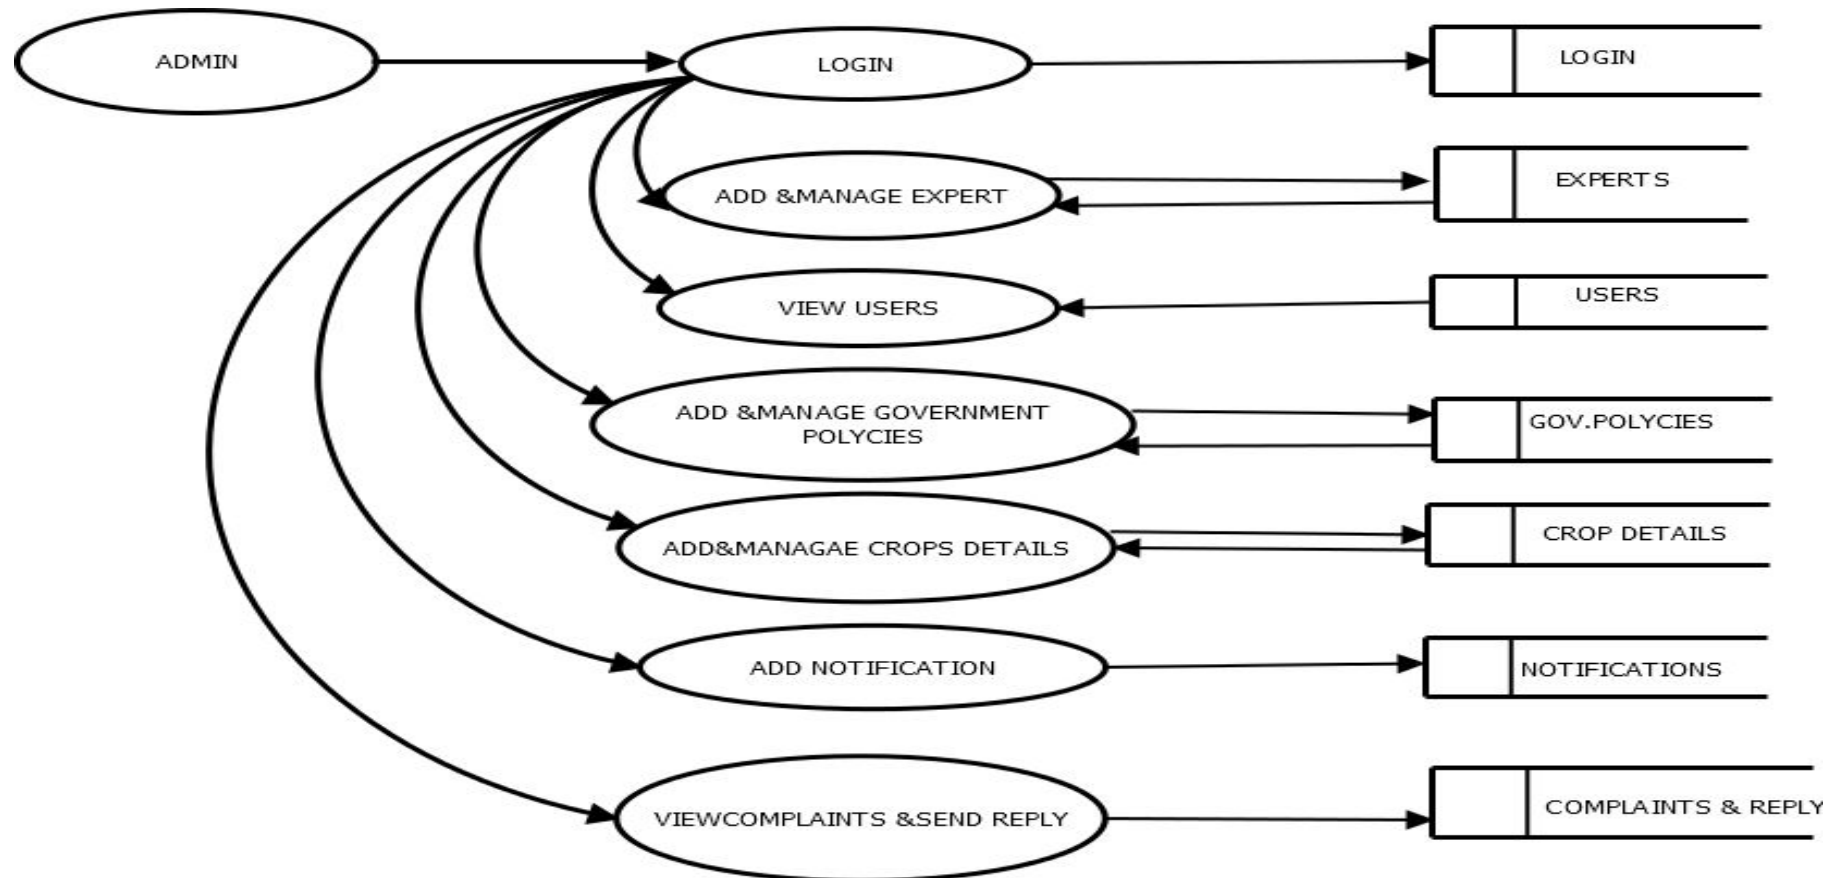 ADMIN
LOGIN
LOGIN
ADD &MANAGE EXPERT
EXPERTS
VIEW USERS
USERS
ADD &MANAGE GOVERNMENT
POLYCIES
GOV.POLYCIES
ADD&MANAGAE CROPS DETAILS
CROP DETAILS
ADD NOTIFICATION
NOTIFICATIONS
VIEWCOMPLAINTS &SEND REPLY
COMPLAINTS & REPLY